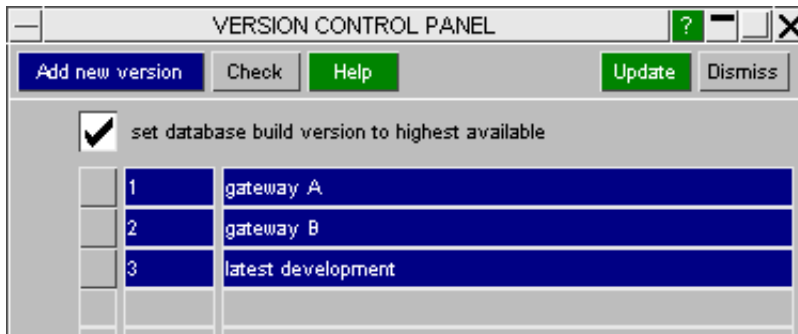 VERSION CONTROL PANEL ?
Add new version Check Help Update Dismiss
set database build version to highest available
1 gateway A
2 gateway B
3 latest development